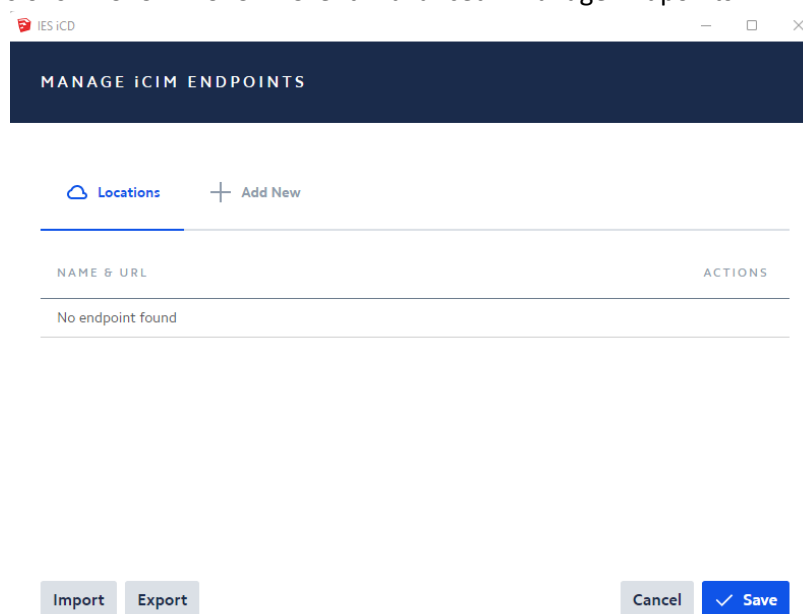 IES iCD
MANAGE iCIM ENDPOINTS
Locations
Add New
NAME & URL
ACTIONS
No endpoint found
Import
Export
Cancel
Save